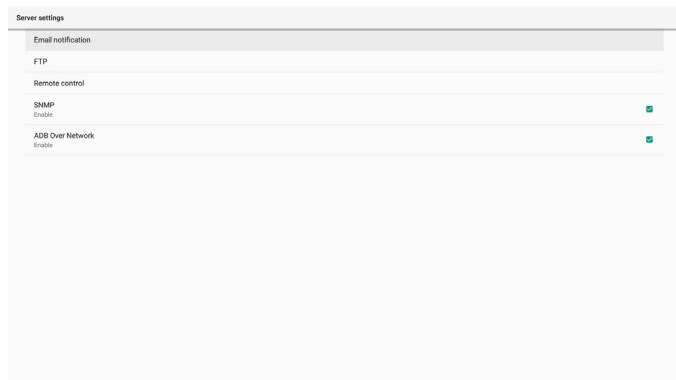 Server settings
Email notification
FTP
Remote control
SNMP
Enable
ADB Over Network
Enable